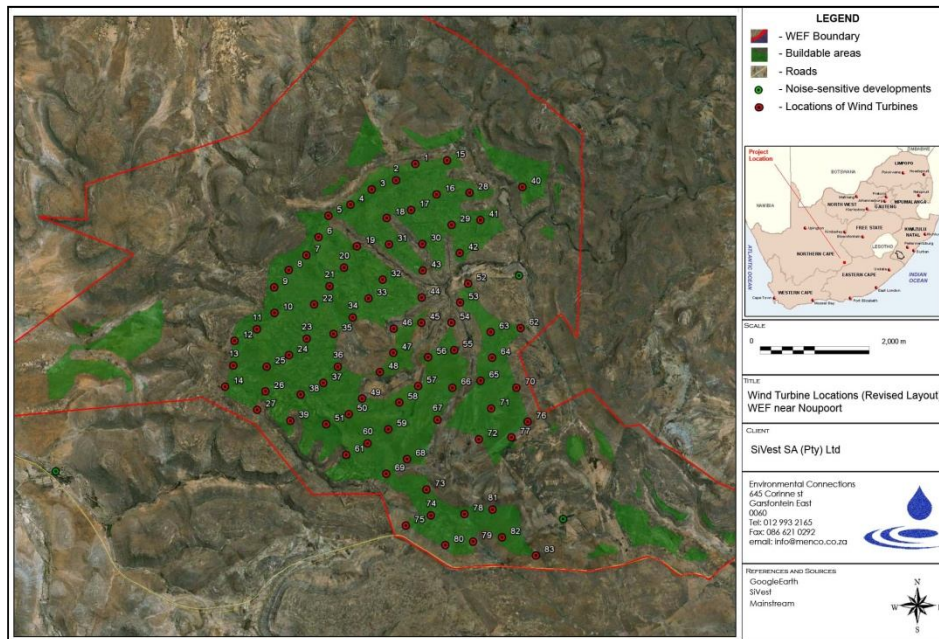 LEGEND
- WEF Boundary
- Buildable areas
- Roads
- Noise-sensitive developments
- Locations of Wind Turbines
Project
Location
BOTSWANA
NAMIBIA
LIMPOPO
NORTH WEST
GAUTENG
MPUMALANGA
FREE STATE
KWAZULU
NATAL
LESOTHO
NORTHERN CAPE
EASTERN CAPE
WESTERN CAPE
ATLANTIC OCEAN
INDIAN
OCEAN
Cape Town
Port Elizabeth
East London
SCALE
0 2,000 m
TITLE
Wind Turbine Locations (Revised Layout)
WEF near Noupoort
CLIENT
SiVest SA (Pty) Ltd
Environmental Connections
645 Corinne st
Garsfontein East
0060
Tel: 012 993 2165
Fax: 086 621 0292
email: info@menco.co.za
REFERENCES AND SOURCES
GoogleEarth
SiVest
Mainstream
N
W
S
1 15
2
3
4
5
16
28
40
17
18
29 41
6
7
19
31
30
42
8
20
43
9
21
32
52
10
22
33
44
53
11
34
12
23
35
46
45
54
63
62
13
24
25
36
47
56
55
64
14
26
37
38
48
57
66
65
70
27
49
58
39
50
51
67
71
76
59
60
72
77
61
68
69
73
74
75
78
81
80
79
82
83